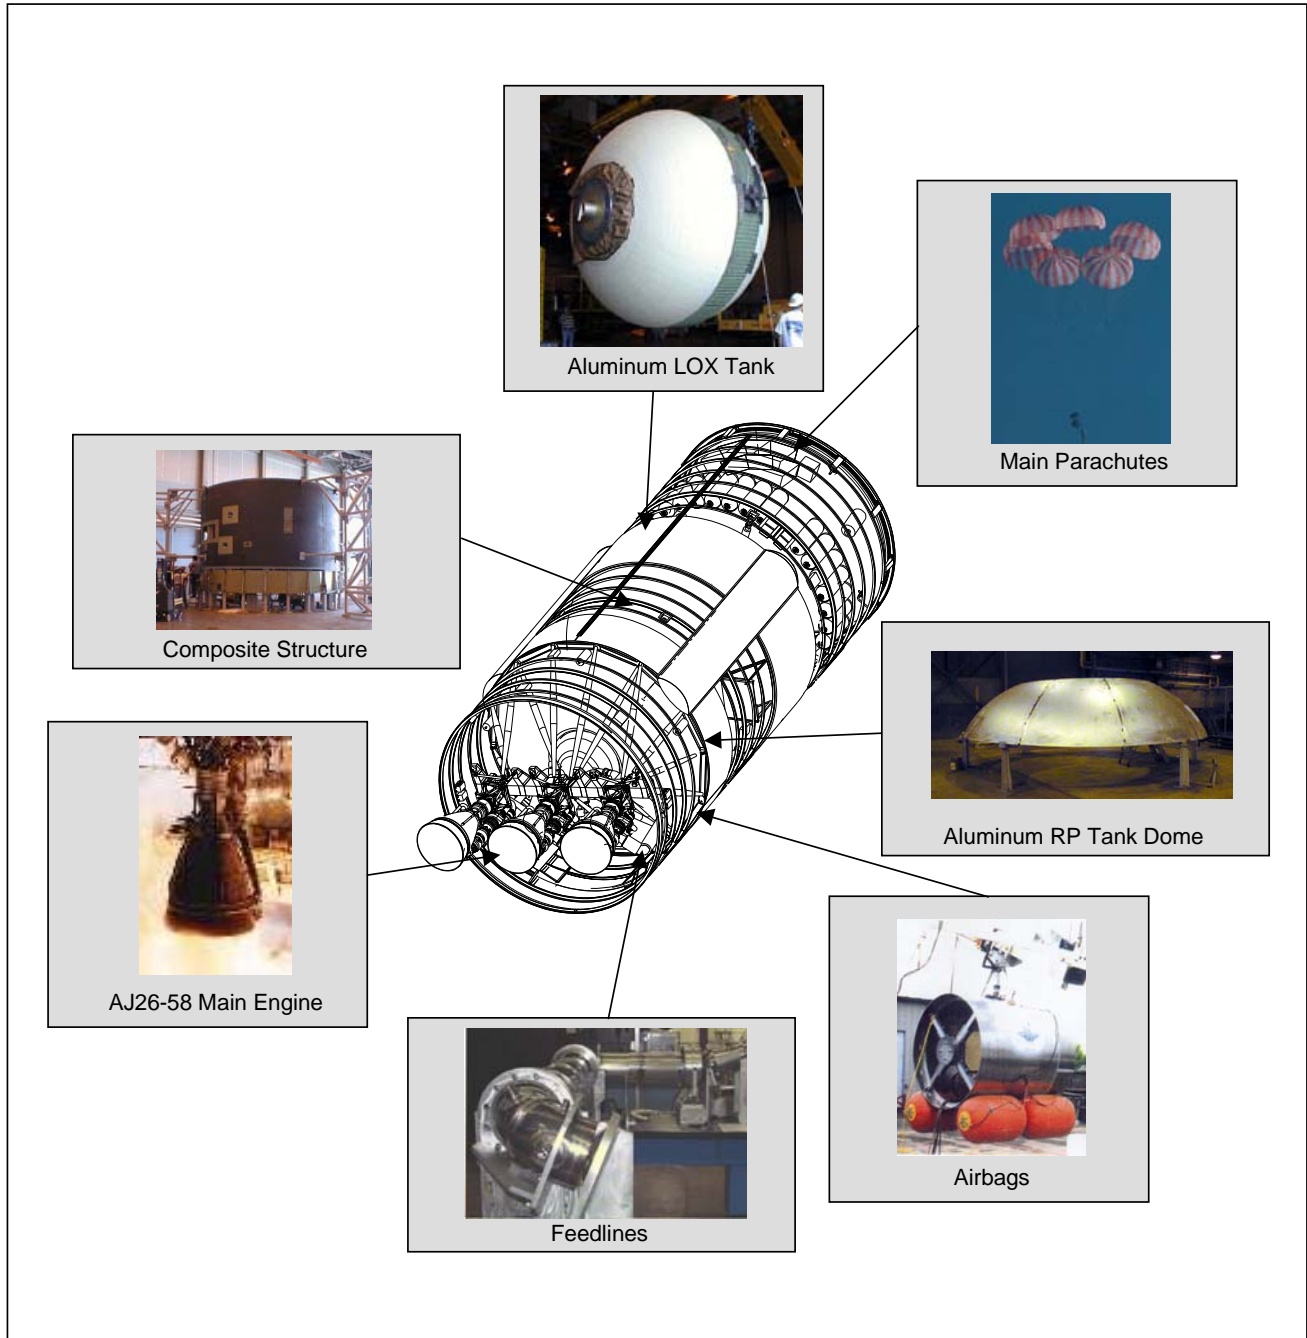 Aluminum LOX Tank
Main Parachutes
Composite Structure
Aluminum RP Tank Dome
AJ26-58 Main Engine
Airbags
Feedlines